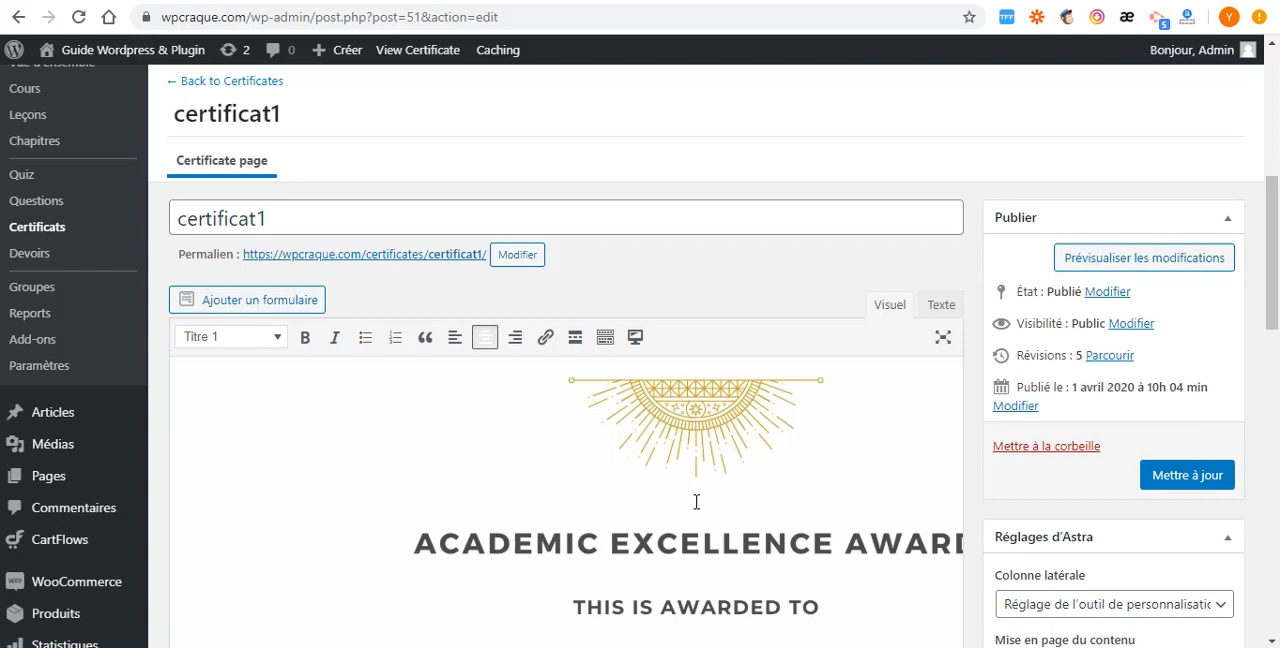 wpcraque.com/wp-admin/post.php?post=51&action=edit
TFF
æ
5
Y
Guide Wordpress & Plugin
2
0
Créer
View Certificate
Caching
Bonjour, Admin
Vue d'ensemble
Cours
Leçons
Chapitres
Quiz
Questions
Certificats
Devoirs
Groupes
Reports
Add-ons
Paramètres
Articles
Médias
Pages
Commentaires
CartFlows
WooCommerce
Produits
Statistiques
← Back to Certificates
certificat1
Certificate page
certificat1
Permalien : https://wpcraque.com/certificates/certificat1/ Modifier
Ajouter un formulaire
Visuel
Texte
Titre 1
B
I
ACADEMIC EXCELLENCE AWARD
THIS IS AWARDED TO
Publier
Prévisualiser les modifications
État : Publié Modifier
Visibilité : Public Modifier
Révisions : 5 Parcourir
Publié le : 1 avril 2020 à 10h 04 min
Modifier
Mettre à la corbeille
Mettre à jour
Réglages d'Astra
Colonne latérale
Réglage de l'outil de personnalisatic
Mise en page du contenu